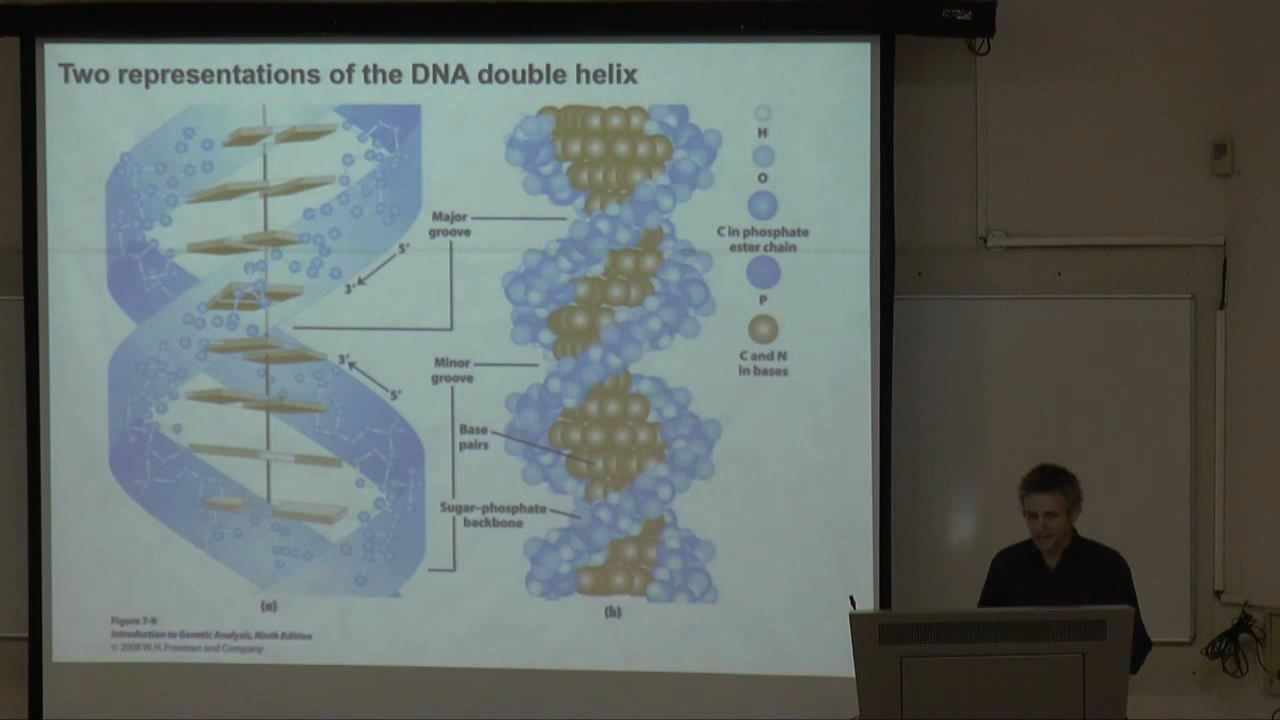 Two representations of the DNA double helix
H
O
C in phosphate
ester chain
P
C and N
in bases
Major
groove
5′
3′
3′
5′
Minor
groove
Base
pairs
Sugar–phosphate
backbone
(a)
(b)
Figure 7-9
Introduction to Genetic Analysis, Ninth Edition
© 2008 W.H. Freeman and Company